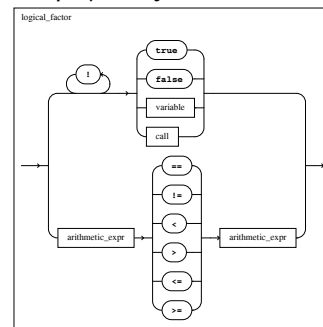 logical_factor
true
!
false
variable
call
==
!=
<
arithmetic_expr
>
arithmetic_expr
<=
>=